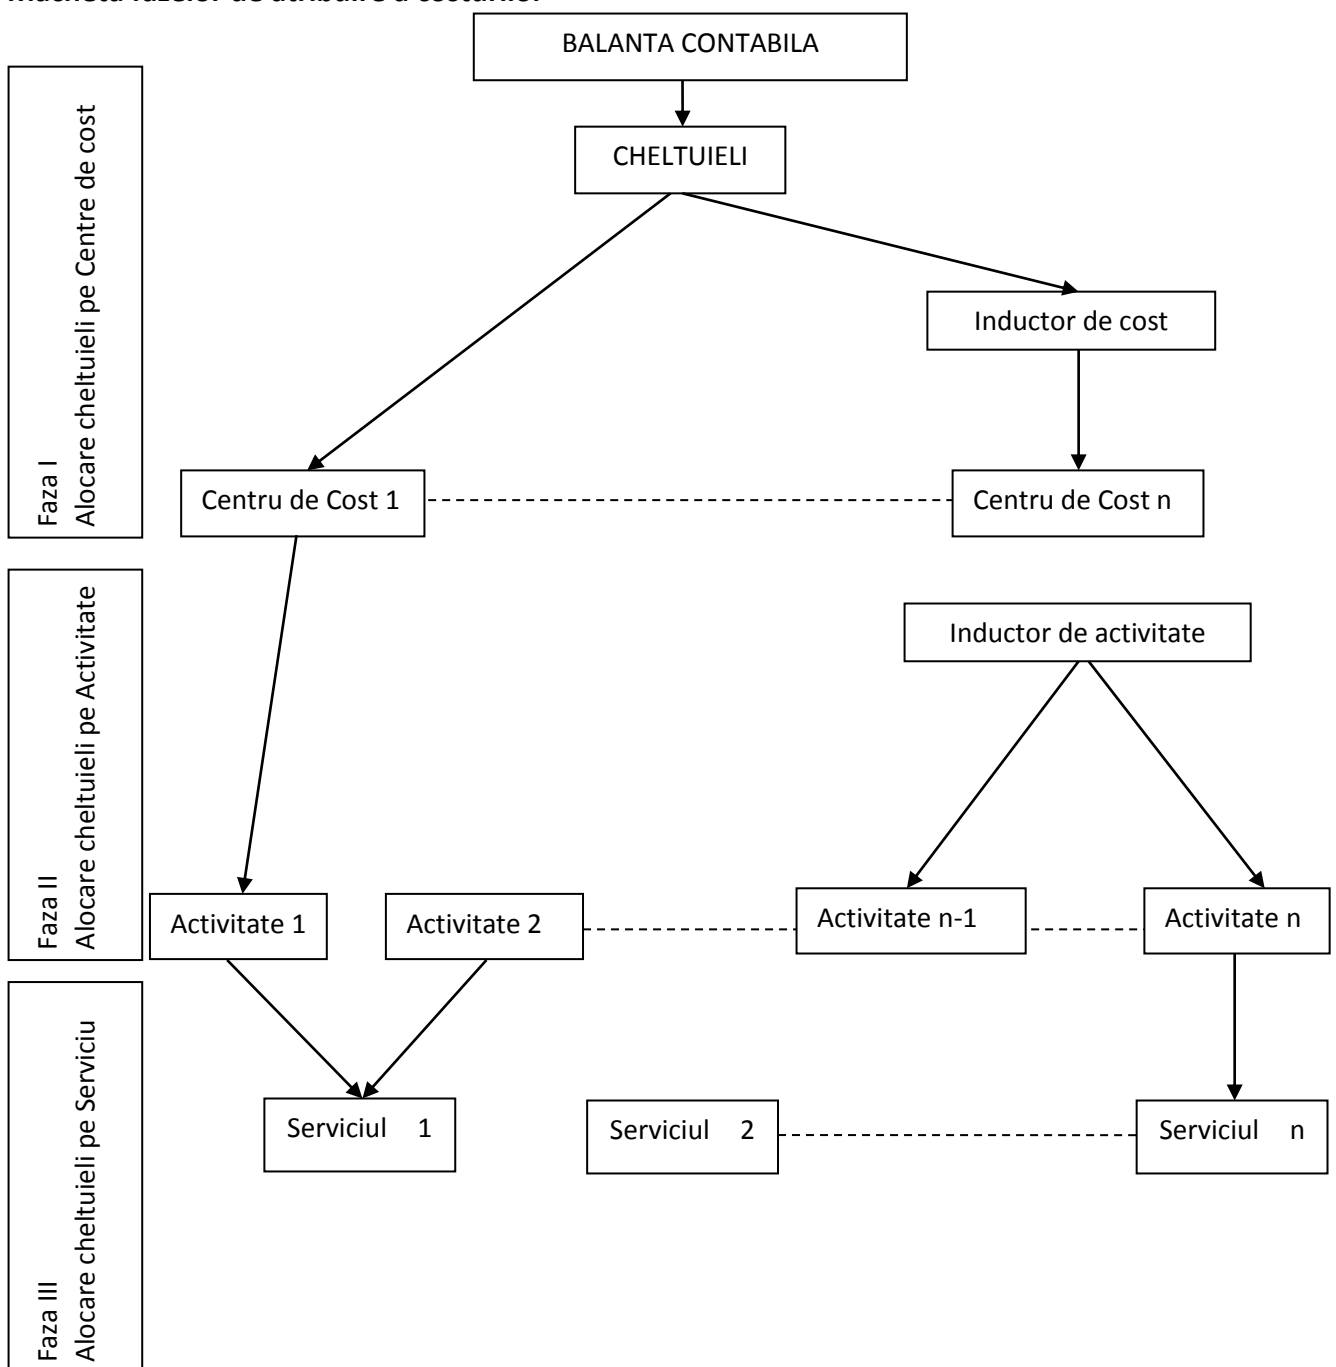 Macheta fazelor de atribuire a costurilor
BALANTA CONTABILA
CHELTUIELI
Faza I
Alocare cheltuieli pe Centre de cost
Inductor de cost
Centru de Cost 1
Centru de Cost n
Faza II
Alocare cheltuieli pe Activitate
Inductor de activitate
Activitate 1
Activitate 2
Activitate n-1
Activitate n
Faza III
Alocare cheltuieli pe Serviciu
Serviciul 1
Serviciul 2
Serviciul n